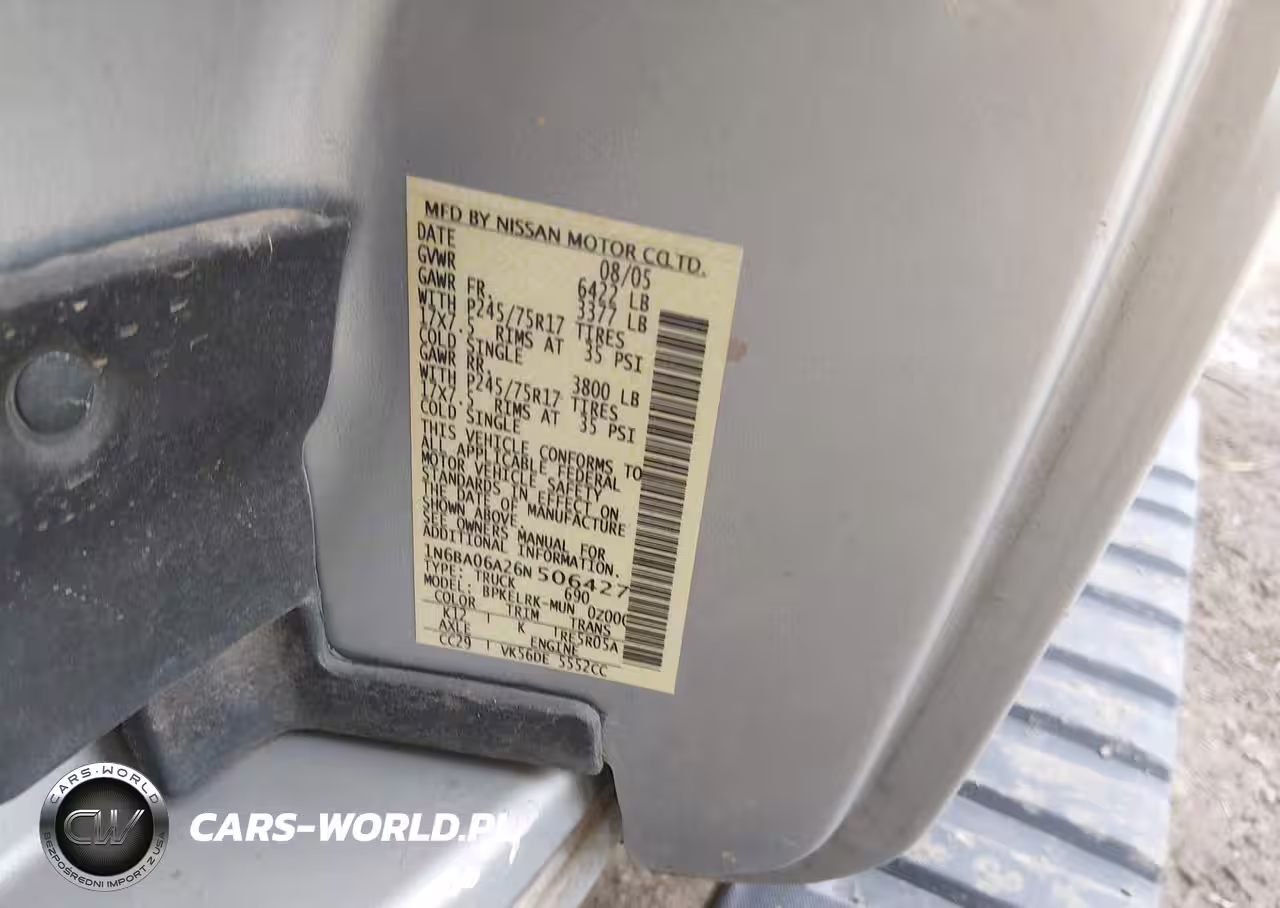 MFD BY NISSAN MOTOR CO.LTD.
DATE 08/05
GVWR 6422 LB
GAWR FR. 3377 LB
WITH P245/75R17 TIRES
17X7.5 RIMS AT 35 PSI
COLD SINGLE
GAWR RR. 3800 LB
WITH P245/75R17 TIRES
17X7.5 RIMS AT 35 PSI
COLD SINGLE
THIS VEHICLE CONFORMS TO
ALL APPLICABLE FEDERAL
MOTOR VEHICLE SAFETY
STANDARDS IN EFFECT ON
THE DATE OF MANUFACTURE
SHOWN ABOVE.
SEE OWNERS MANUAL FOR
ADDITIONAL INFORMATION.
1N6BA06A26N506427
TYPE: TRUCK 690
MODEL: BPKELRK-MUN 0Z00
COLOR TRIM TRANS
K12 K TRE5R05A
AXLE ENGINE
CC29 VK56DE 5552CC
CARS-WORLD
CW
BEZPOŚREDNI IMPORT Z USA
CARS-WORLD.PL